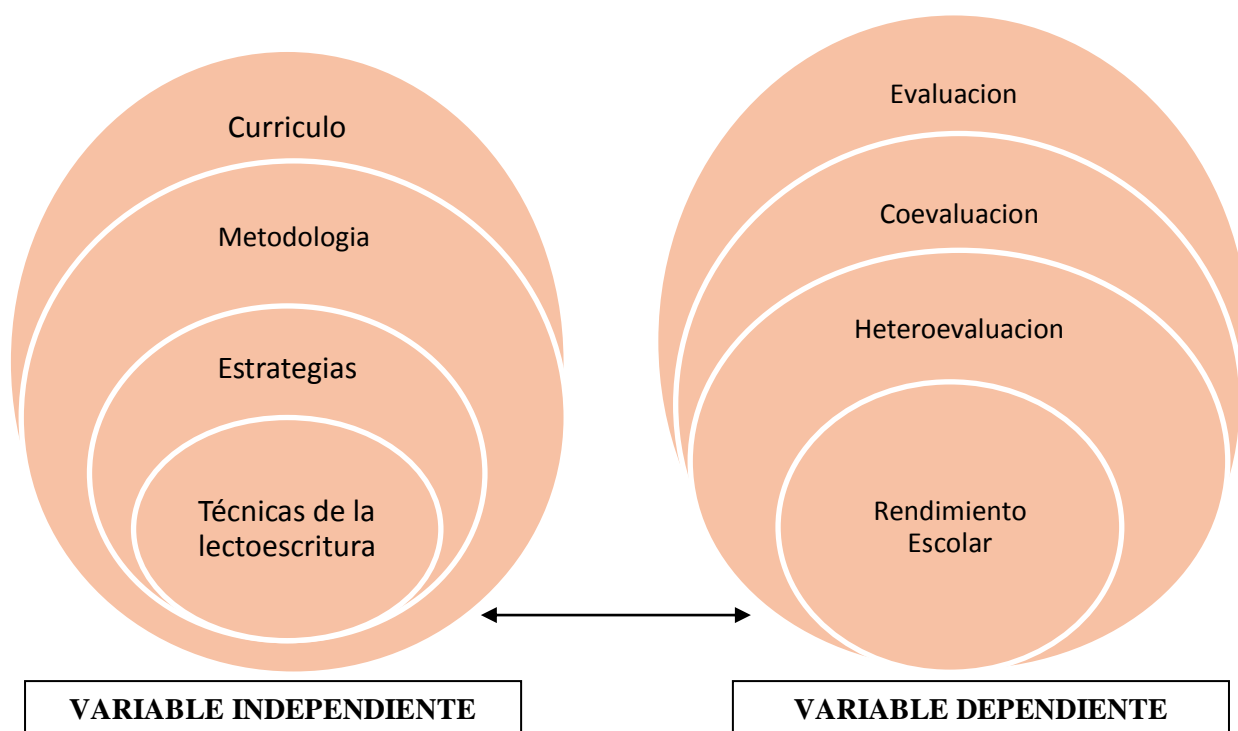 Curriculo
Metodologia
Estrategias
Técnicas de la
lectoescritura
VARIABLE INDEPENDIENTE
Evaluacion
Coevaluacion
Heteroevaluacion
Rendimiento
Escolar
VARIABLE DEPENDIENTE